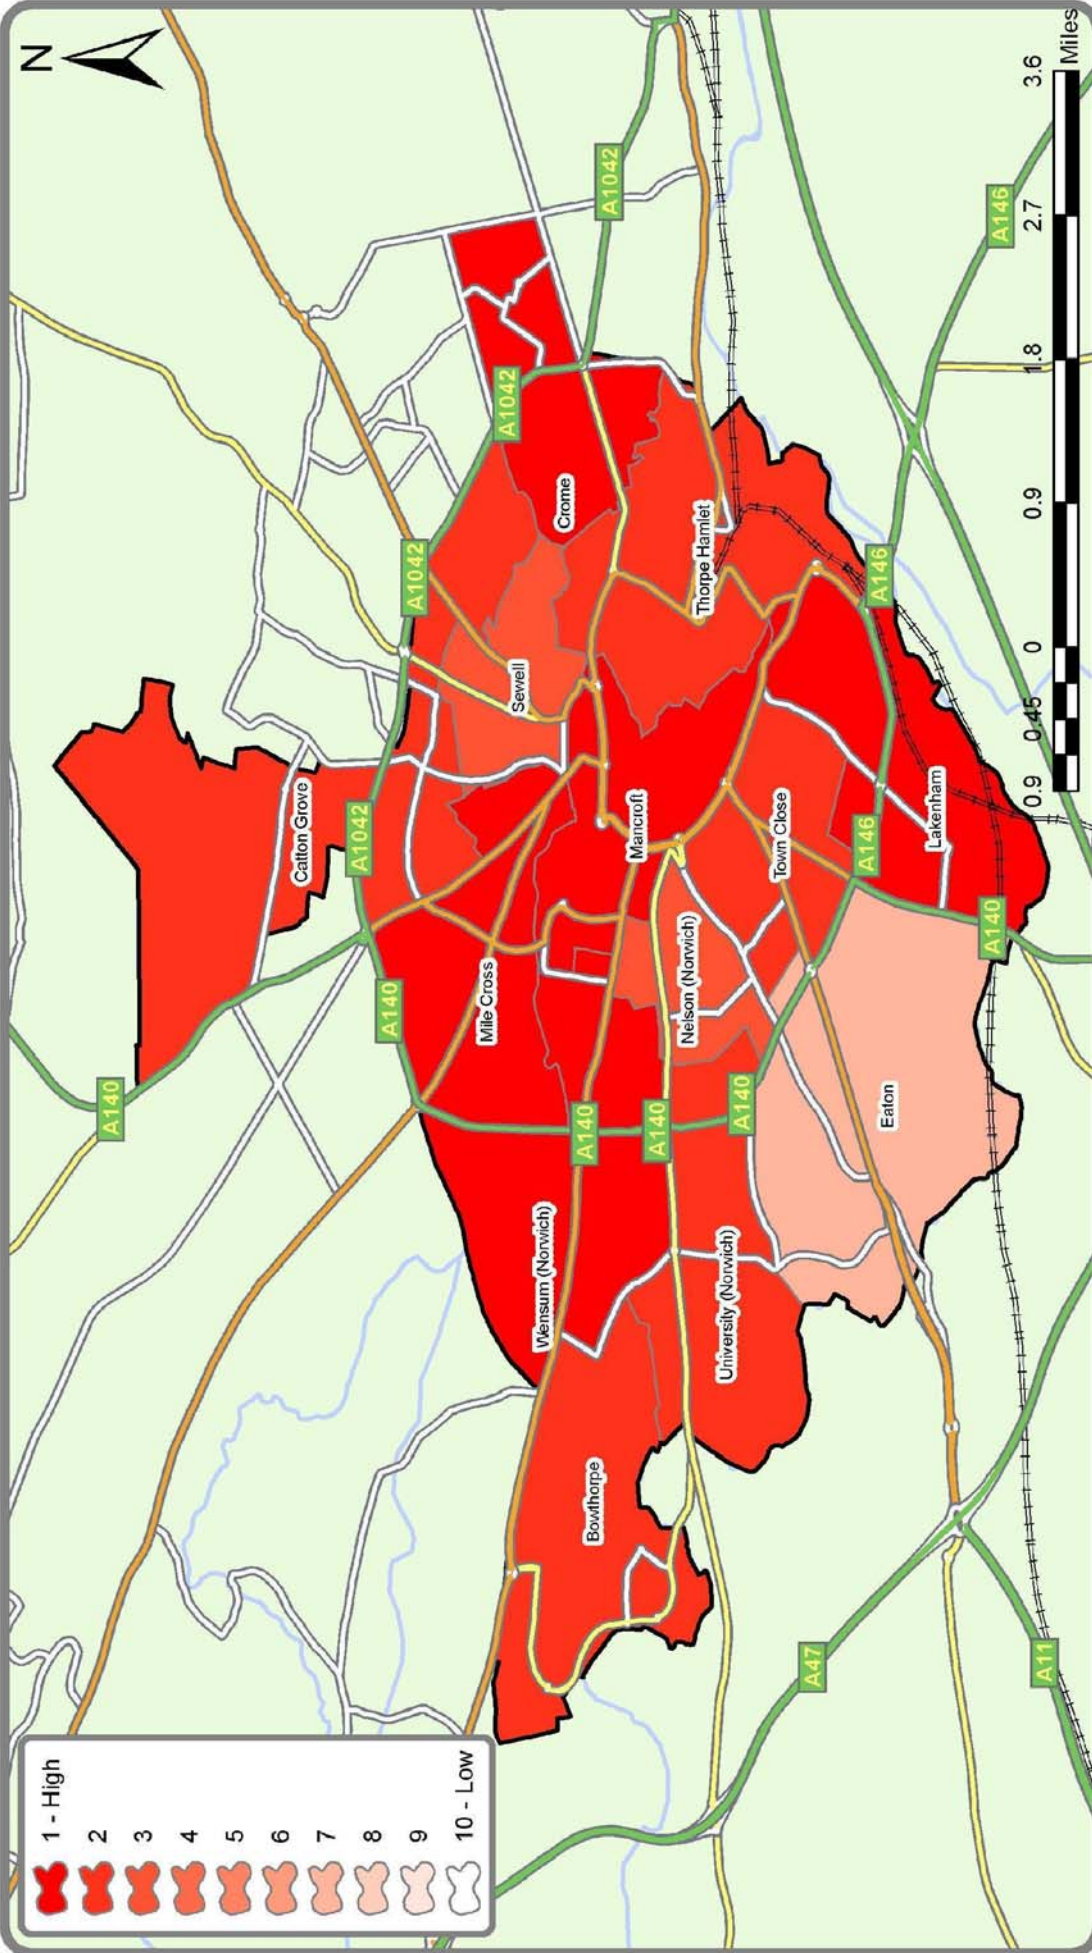 1 - High
2
3
4
5
6
7
8
9
10 - Low
N
A140
A1042
A1042
A1042
A1042
A140
A140
A140
A140
A146
A146
A146
A140
A47
A11
Catton Grove
Sewell
Crome
Mile Cross
Mancroft
Thorpe Hamlet
Wensum (Norwich)
Nelson (Norwich)
Town Close
Lakenham
Bowthorpe
University (Norwich)
Eaton
0.9 0.45 0 0.9 1.8 2.7 3.6
Miles